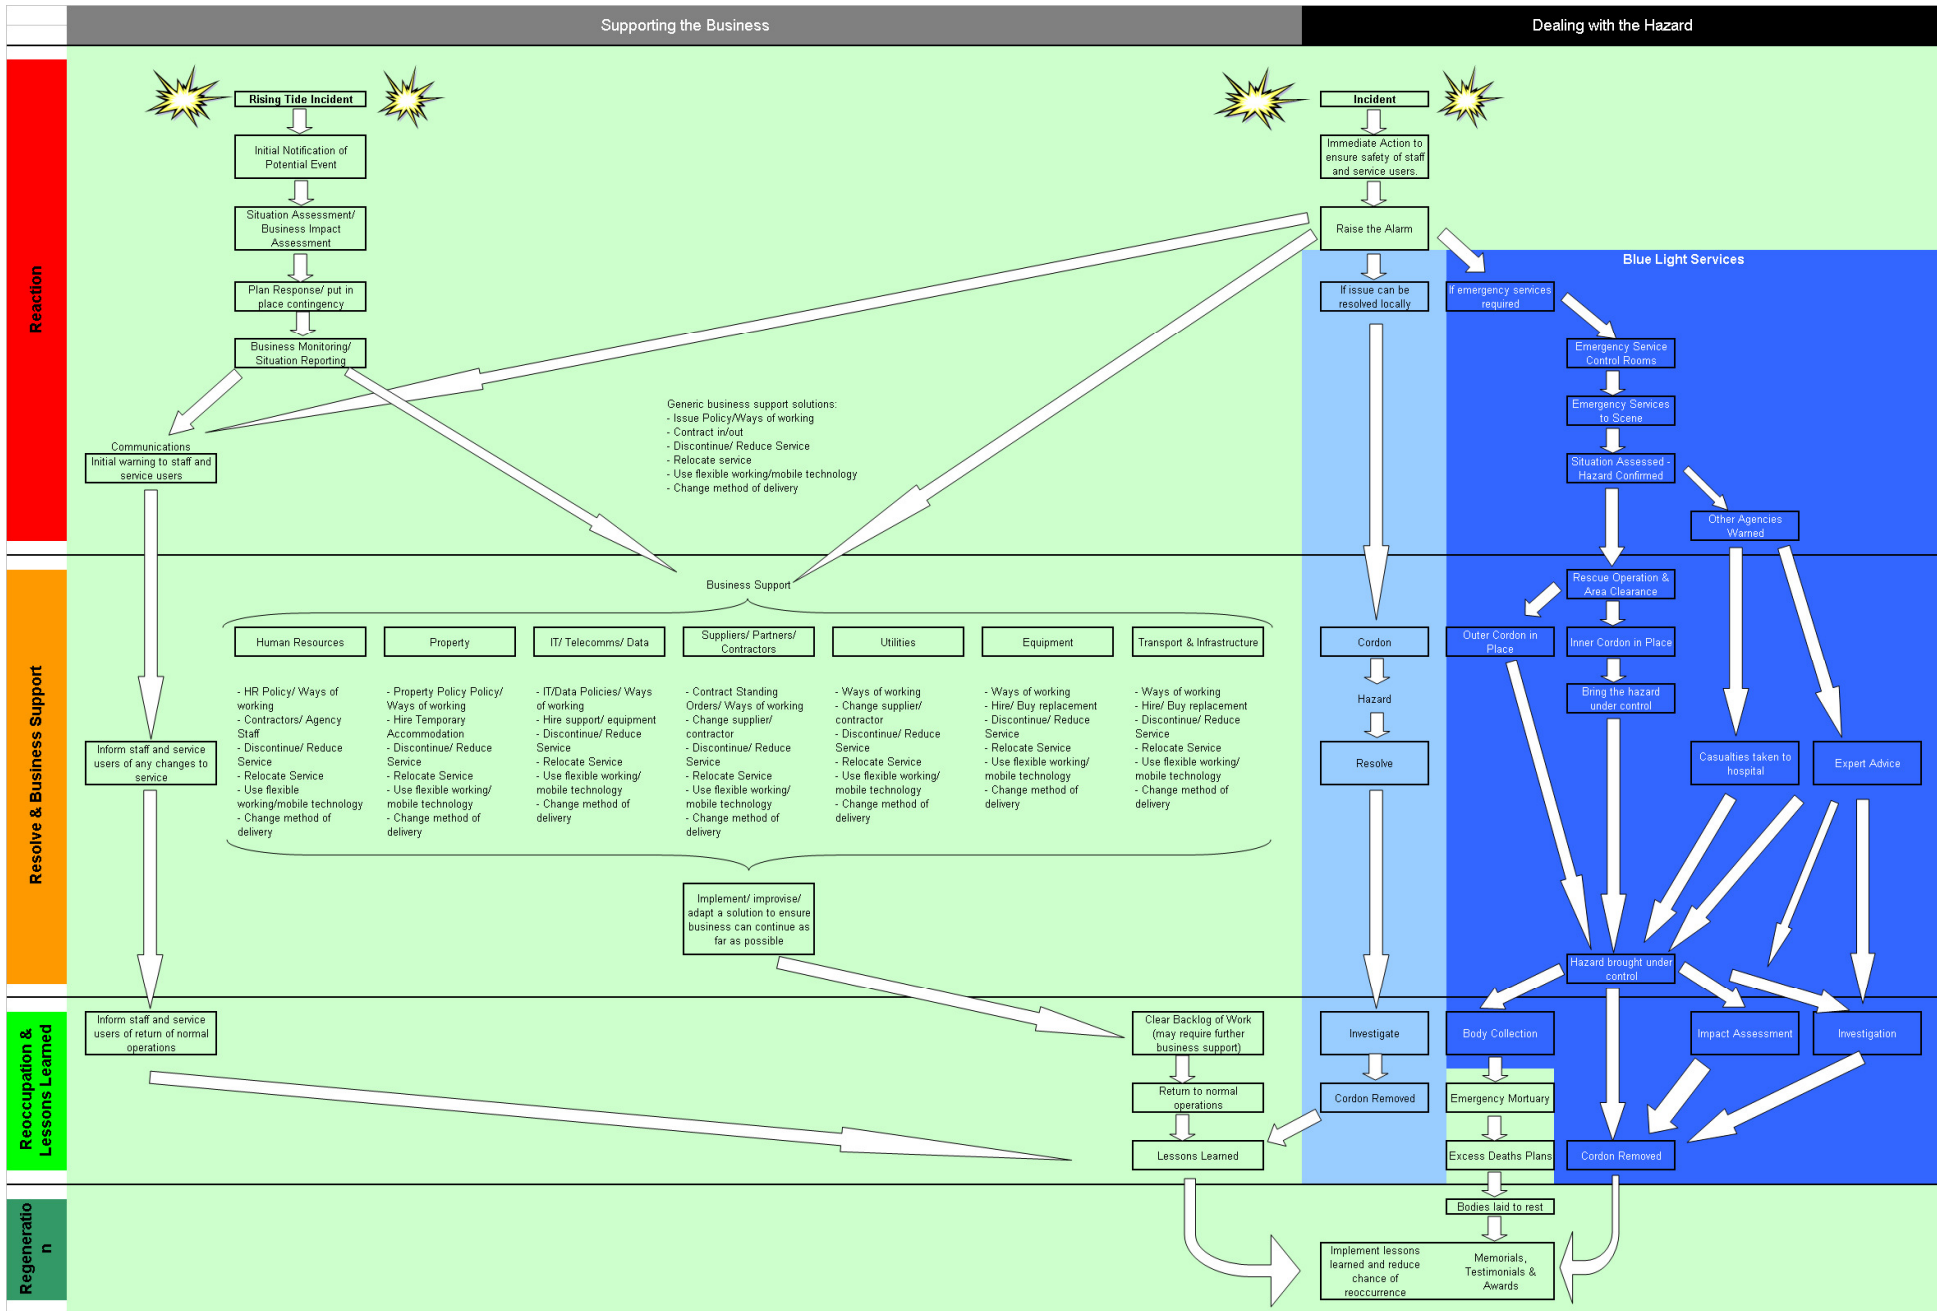 Supporting the Business
Dealing with the Hazard
Reaction
Resolve & Business Support
Reoccupation &
Lessons Learned
Regeneratio
n
Rising Tide Incident
Initial Notification of
Potential Event
Situation Assessment/
Business Impact
Assessment
Plan Response/ put in
place contingency
Business Monitoring/
Situation Reporting
Communications
Initial warning to staff and
service users
Inform staff and service
users of any changes to
service
Inform staff and service
users of return of normal
operations
Generic business support solutions:
- Issue Policy/Ways of working
- Contract in/out
- Discontinue/ Reduce Service
- Relocate service
- Use flexible working/mobile technology
- Change method of delivery
Business Support
Human Resources
- HR Policy/ Ways of
working
- Contractors/ Agency
Staff
- Discontinue/ Reduce
Service
- Relocate Service
- Use flexible
working/mobile technology
- Change method of
delivery
Property
- Property Policy Policy/
Ways of working
- Hire Temporary
Accommodation
- Discontinue/ Reduce
Service
- Relocate Service
- Use flexible working/
mobile technology
- Change method of
delivery
IT/ Telecomms/ Data
- IT/Data Policies/ Ways
of working
- Hire support/ equipment
- Discontinue/ Reduce
Service
- Relocate Service
- Use flexible working/
mobile technology
- Change method of
delivery
Suppliers/ Partners/
Contractors
- Contract Standing
Orders/ Ways of working
- Change supplier/
contractor
- Discontinue/ Reduce
Service
- Relocate Service
- Use flexible working/
mobile technology
- Change method of
delivery
Utilities
- Ways of working
- Change supplier/
contractor
- Discontinue/ Reduce
Service
- Relocate Service
- Use flexible working/
mobile technology
- Change method of
delivery
Equipment
- Ways of working
- Hire/ Buy replacement
- Discontinue/ Reduce
Service
- Relocate Service
- Use flexible working/
mobile technology
- Change method of
delivery
Transport & Infrastructure
- Ways of working
- Hire/ Buy replacement
- Discontinue/ Reduce
Service
- Relocate Service
- Use flexible working/
mobile technology
- Change method of
delivery
Implement/ improvise/
adapt a solution to ensure
business can continue as
far as possible
Clear Backlog of Work
(may require further
business support)
Return to normal
operations
Lessons Learned
Incident
Immediate Action to
ensure safety of staff
and service users.
Raise the Alarm
If issue can be
resolved locally
Cordon
Hazard
Resolve
Investigate
Cordon Removed
Blue Light Services
If emergency services
required
Emergency Service
Control Rooms
Emergency Services
to Scene
Situation Assessed -
Hazard Confirmed
Other Agencies
Warned
Rescue Operation &
Area Clearance
Outer Cordon in
Place
Inner Cordon in Place
Bring the hazard
under control
Casualties taken to
hospital
Expert Advice
Hazard brought under
control
Body Collection
Impact Assessment
Investigation
Emergency Mortuary
Excess Deaths Plans
Cordon Removed
Bodies laid to rest
Implement lessons
learned and reduce
chance of
reoccurrence
Memorials,
Testimonials &
Awards